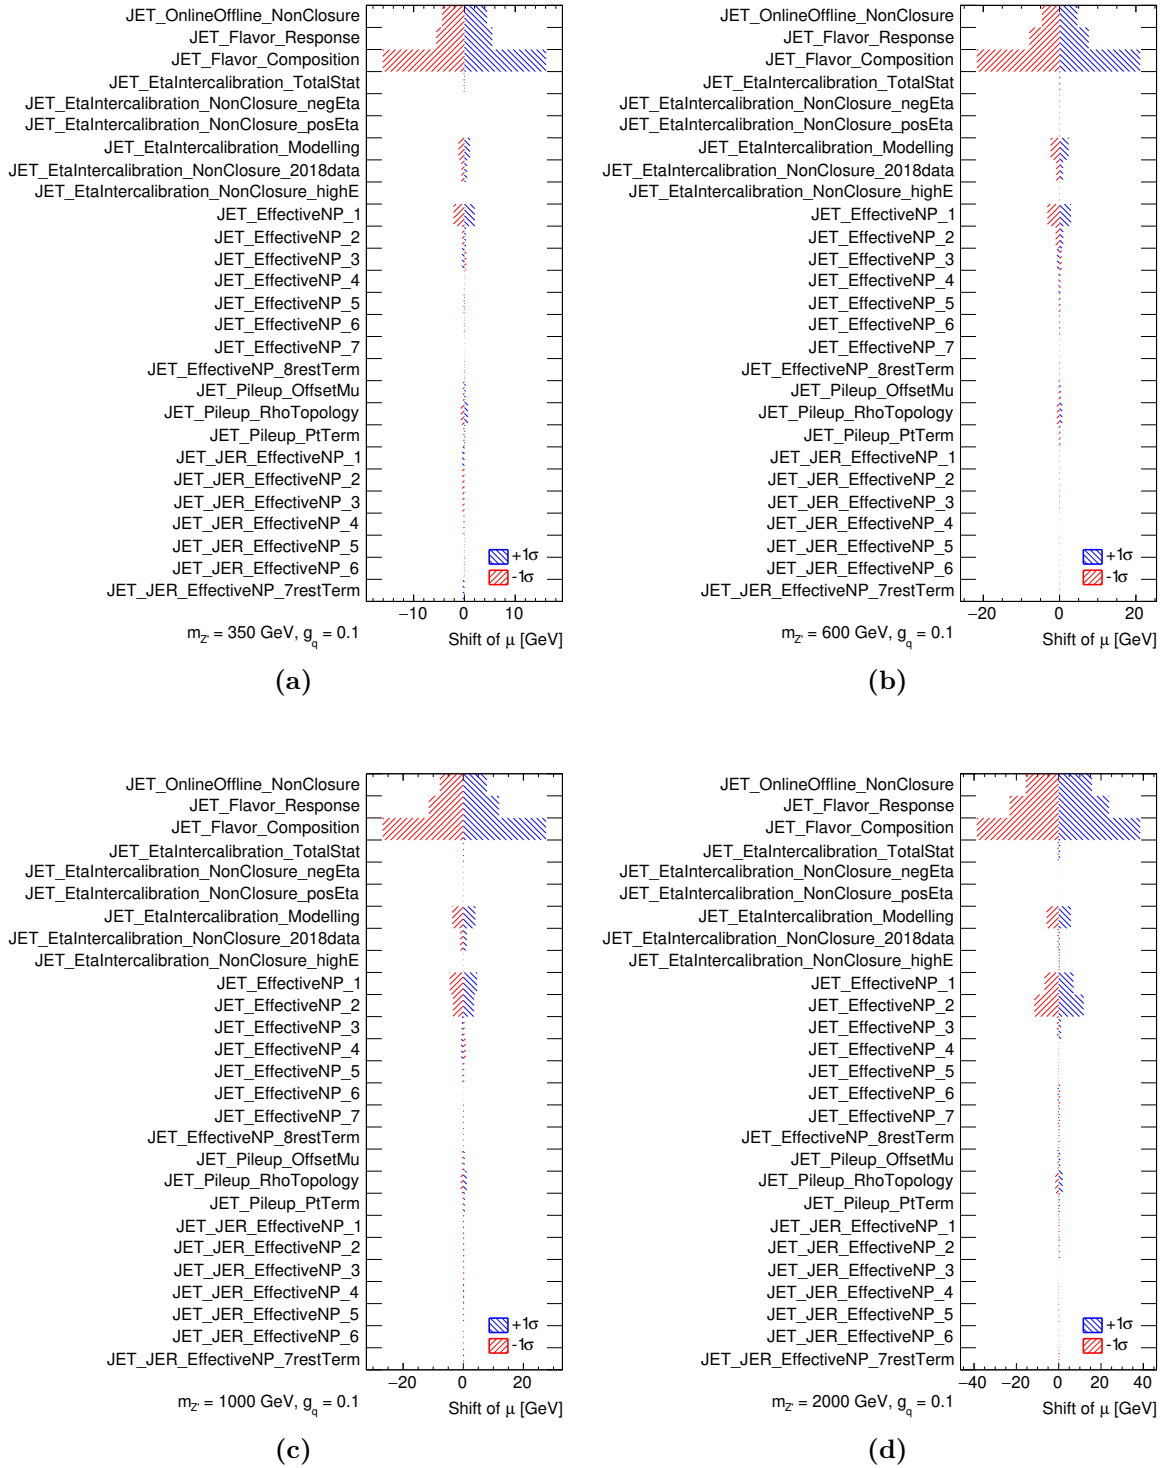 JET_OnlineOffline_NonClosure
JET_Flavor_Response
JET_Flavor_Composition
JET_EtaIntercalibration_TotalStat
JET_EtaIntercalibration_NonClosure_negEta
JET_EtaIntercalibration_NonClosure_posEta
JET_EtaIntercalibration_Modelling
JET_EtaIntercalibration_NonClosure_2018data
JET_EtaIntercalibration_NonClosure_highE
JET_EffectiveNP_1
JET_EffectiveNP_2
JET_EffectiveNP_3
JET_EffectiveNP_4
JET_EffectiveNP_5
JET_EffectiveNP_6
JET_EffectiveNP_7
JET_EffectiveNP_8restTerm
JET_Pileup_OffsetMu
JET_Pileup_RhoTopology
JET_Pileup_PtTerm
JET_JER_EffectiveNP_1
JET_JER_EffectiveNP_2
JET_JER_EffectiveNP_3
JET_JER_EffectiveNP_4
JET_JER_EffectiveNP_5
JET_JER_EffectiveNP_6
JET_JER_EffectiveNP_7restTerm
+1σ
-1σ
−10 0 10
m_Z' = 350 GeV, g_q = 0.1
Shift of μ [GeV]
(a)
JET_OnlineOffline_NonClosure
JET_Flavor_Response
JET_Flavor_Composition
JET_EtaIntercalibration_TotalStat
JET_EtaIntercalibration_NonClosure_negEta
JET_EtaIntercalibration_NonClosure_posEta
JET_EtaIntercalibration_Modelling
JET_EtaIntercalibration_NonClosure_2018data
JET_EtaIntercalibration_NonClosure_highE
JET_EffectiveNP_1
JET_EffectiveNP_2
JET_EffectiveNP_3
JET_EffectiveNP_4
JET_EffectiveNP_5
JET_EffectiveNP_6
JET_EffectiveNP_7
JET_EffectiveNP_8restTerm
JET_Pileup_OffsetMu
JET_Pileup_RhoTopology
JET_Pileup_PtTerm
JET_JER_EffectiveNP_1
JET_JER_EffectiveNP_2
JET_JER_EffectiveNP_3
JET_JER_EffectiveNP_4
JET_JER_EffectiveNP_5
JET_JER_EffectiveNP_6
JET_JER_EffectiveNP_7restTerm
+1σ
-1σ
−20 0 20
m_Z' = 600 GeV, g_q = 0.1
Shift of μ [GeV]
(b)
JET_OnlineOffline_NonClosure
JET_Flavor_Response
JET_Flavor_Composition
JET_EtaIntercalibration_TotalStat
JET_EtaIntercalibration_NonClosure_negEta
JET_EtaIntercalibration_NonClosure_posEta
JET_EtaIntercalibration_Modelling
JET_EtaIntercalibration_NonClosure_2018data
JET_EtaIntercalibration_NonClosure_highE
JET_EffectiveNP_1
JET_EffectiveNP_2
JET_EffectiveNP_3
JET_EffectiveNP_4
JET_EffectiveNP_5
JET_EffectiveNP_6
JET_EffectiveNP_7
JET_EffectiveNP_8restTerm
JET_Pileup_OffsetMu
JET_Pileup_RhoTopology
JET_Pileup_PtTerm
JET_JER_EffectiveNP_1
JET_JER_EffectiveNP_2
JET_JER_EffectiveNP_3
JET_JER_EffectiveNP_4
JET_JER_EffectiveNP_5
JET_JER_EffectiveNP_6
JET_JER_EffectiveNP_7restTerm
+1σ
-1σ
−20 0 20
m_Z' = 1000 GeV, g_q = 0.1
Shift of μ [GeV]
(c)
JET_OnlineOffline_NonClosure
JET_Flavor_Response
JET_Flavor_Composition
JET_EtaIntercalibration_TotalStat
JET_EtaIntercalibration_NonClosure_negEta
JET_EtaIntercalibration_NonClosure_posEta
JET_EtaIntercalibration_Modelling
JET_EtaIntercalibration_NonClosure_2018data
JET_EtaIntercalibration_NonClosure_highE
JET_EffectiveNP_1
JET_EffectiveNP_2
JET_EffectiveNP_3
JET_EffectiveNP_4
JET_EffectiveNP_5
JET_EffectiveNP_6
JET_EffectiveNP_7
JET_EffectiveNP_8restTerm
JET_Pileup_OffsetMu
JET_Pileup_RhoTopology
JET_Pileup_PtTerm
JET_JER_EffectiveNP_1
JET_JER_EffectiveNP_2
JET_JER_EffectiveNP_3
JET_JER_EffectiveNP_4
JET_JER_EffectiveNP_5
JET_JER_EffectiveNP_6
JET_JER_EffectiveNP_7restTerm
+1σ
-1σ
−40 −20 0 20 40
m_Z' = 2000 GeV, g_q = 0.1
Shift of μ [GeV]
(d)